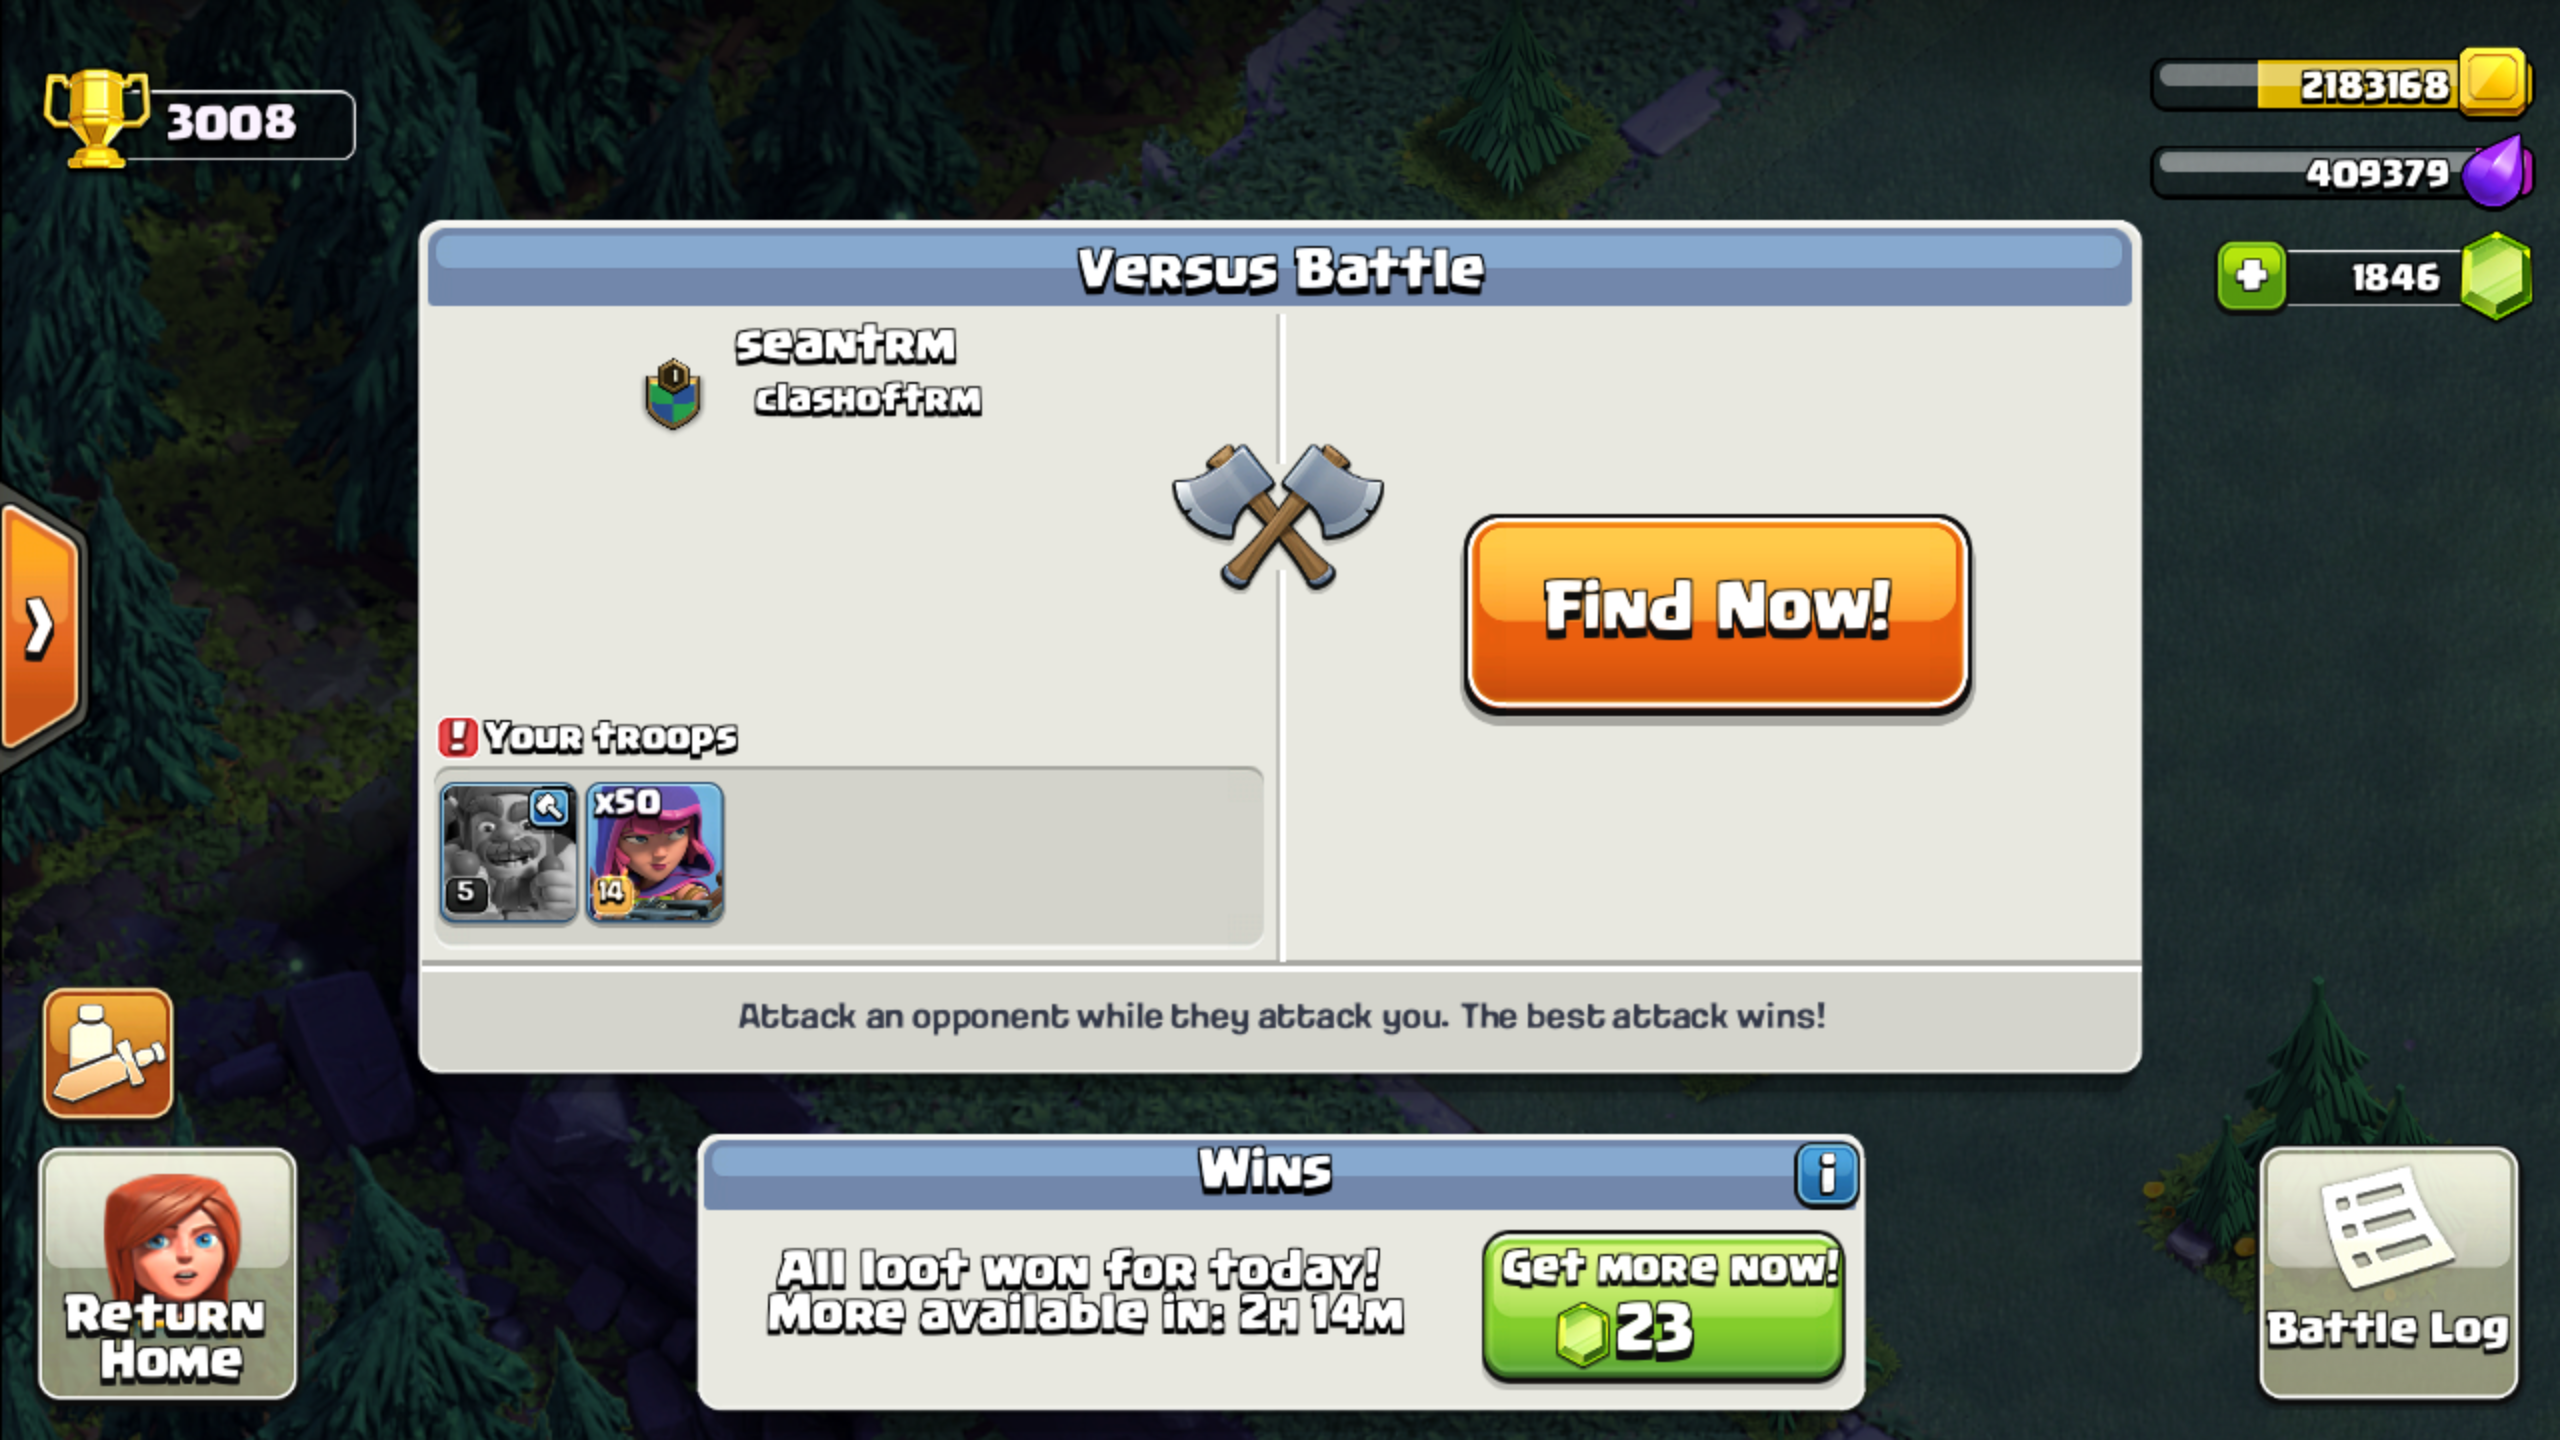 3008
2183168
409379
1846
Versus Battle
seantrm
1
clashoftrm
Find Now!
! Your troops
5
x50
14
Attack an opponent while they attack you. The best attack wins!
Wins
i
All loot won for today!
More available in: 2h 14m
Get more now!
23
Return
Home
Battle Log